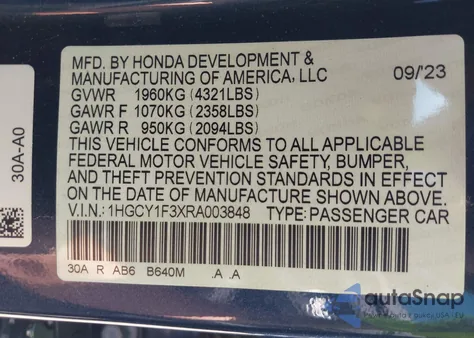 MFD. BY HONDA DEVELOPMENT &
MANUFACTURING OF AMERICA, LLC 09/'23
GVWR 1960KG (4321LBS)
GAWR F 1070KG (2358LBS)
GAWR R 950KG (2094LBS)
THIS VEHICLE CONFORMS TO ALL APPLICABLE
FEDERAL MOTOR VEHICLE SAFETY, BUMPER,
AND THEFT PREVENTION STANDARDS IN EFFECT
ON THE DATE OF MANUFACTURE SHOWN ABOVE.
V.I.N.: 1HGCY1F3XRA003848 TYPE: PASSENGER CAR
30A R AB6 B640M .A .A
30A-A0
autoSnap